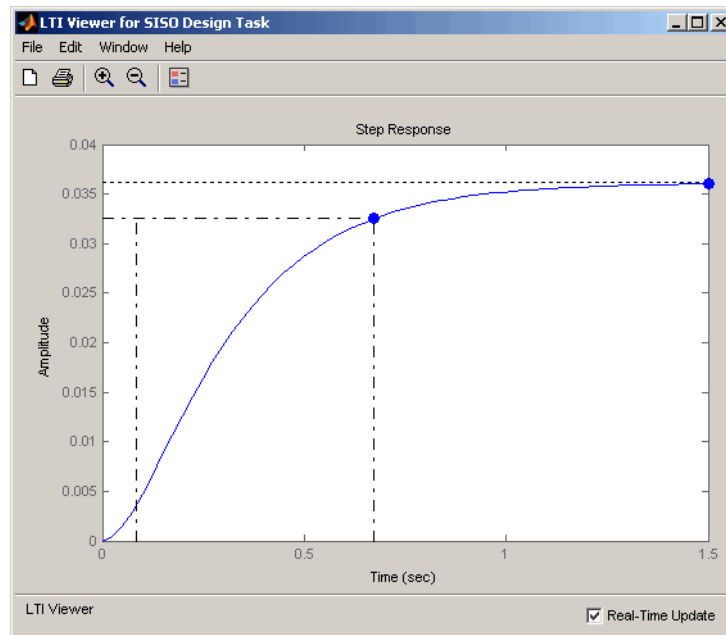 LTI Viewer for SISO Design Task
File Edit Window Help
Step Response
0.04
0.035
0.03
0.025
0.02
0.015
0.01
0.005
0
Amplitude
0 0.5 1 1.5
Time (sec)
LTI Viewer
Real-Time Update